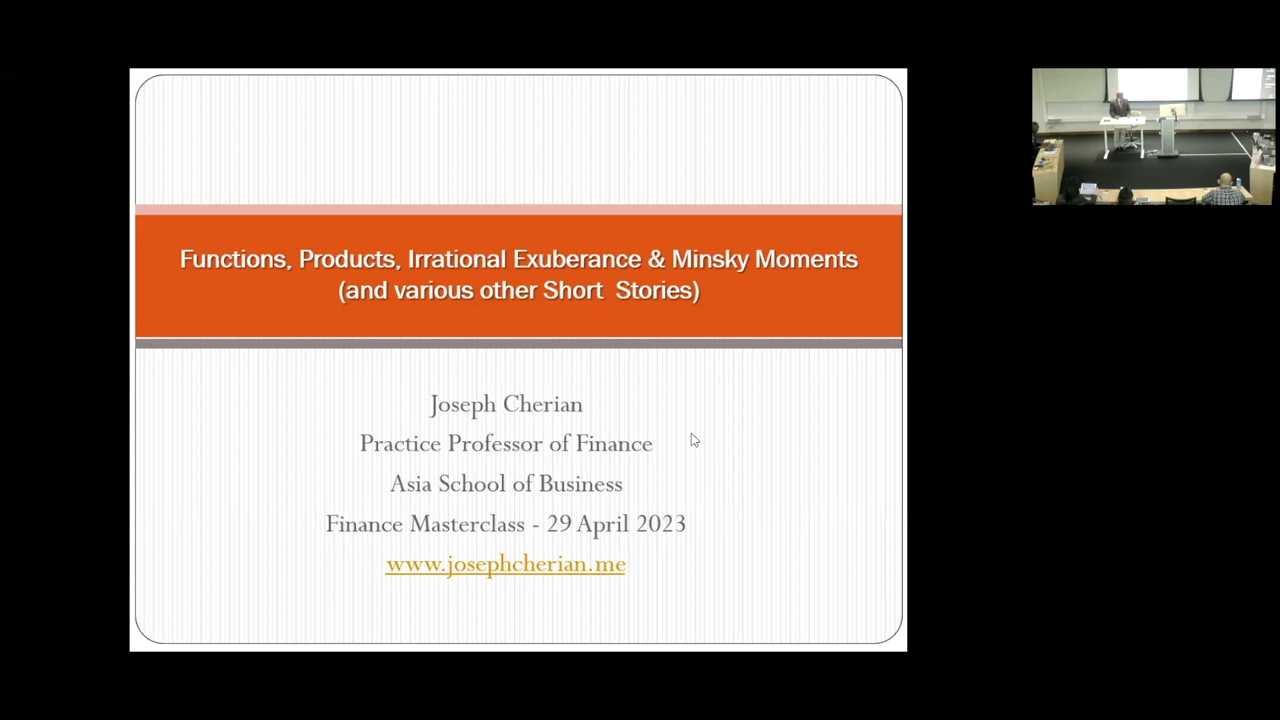 Functions, Products, Irrational Exuberance & Minsky Moments
(and various other Short Stories)
Joseph Cherian
Practice Professor of Finance
Asia School of Business
Finance Masterclass - 29 April 2023
www.josephcherian.me